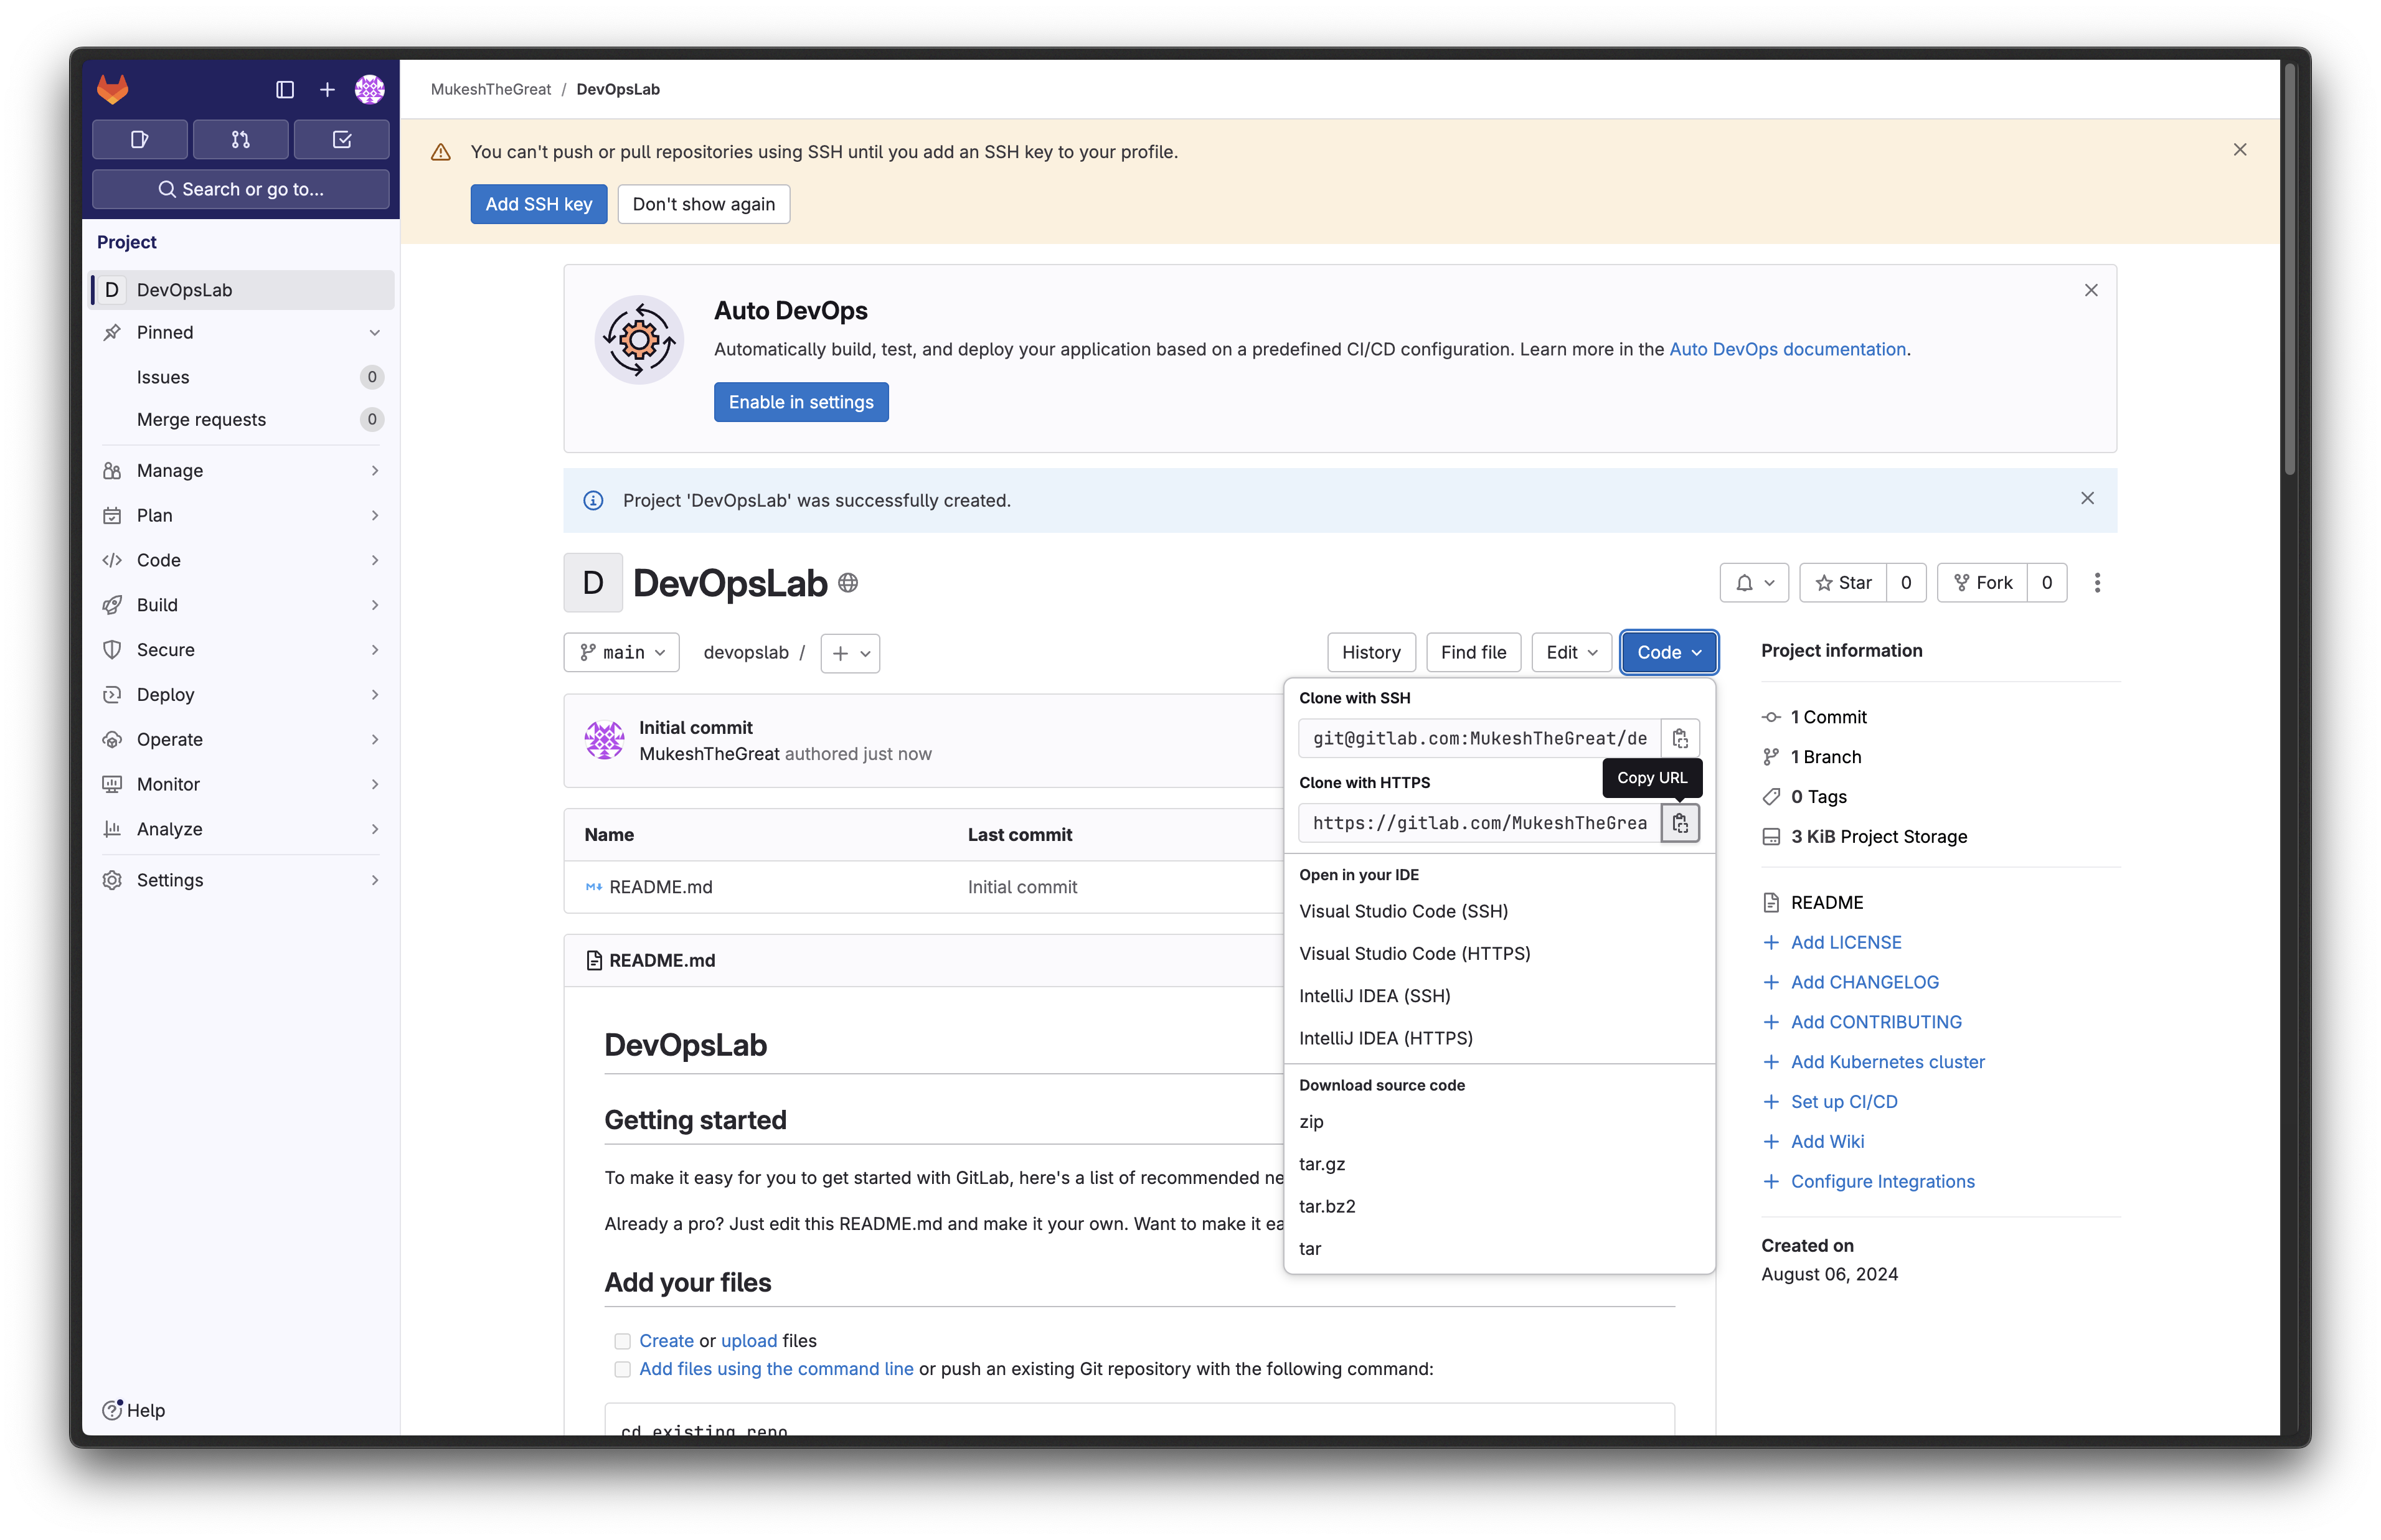 MukeshTheGreat / DevOpsLab
Search or go to...
Project
D DevOpsLab
Pinned
Issues 0
Merge requests 0
Manage
Plan
Code
Build
Secure
Deploy
Operate
Monitor
Analyze
Settings
Help
You can't push or pull repositories using SSH until you add an SSH key to your profile.
Add SSH key Don't show again
Auto DevOps
Automatically build, test, and deploy your application based on a predefined CI/CD configuration. Learn more in the Auto DevOps documentation.
Enable in settings
Project 'DevOpsLab' was successfully created.
D DevOpsLab
Star 0 Fork 0
main devopslab / + History Find file Edit Code
Initial commit
MukeshTheGreat authored just now
Name Last commit
README.md Initial commit
README.md
DevOpsLab
Getting started
To make it easy for you to get started with GitLab, here's a list of recommended ne
Already a pro? Just edit this README.md and make it your own. Want to make it ea
Add your files
Create or upload files
Add files using the command line or push an existing Git repository with the following command:
cd existing_repo
Clone with SSH
git@gitlab.com:MukeshTheGreat/de
Copy URL
Clone with HTTPS
https://gitlab.com/MukeshTheGrea
Open in your IDE
Visual Studio Code (SSH)
Visual Studio Code (HTTPS)
IntelliJ IDEA (SSH)
IntelliJ IDEA (HTTPS)
Download source code
zip
tar.gz
tar.bz2
tar
Project information
1 Commit
1 Branch
0 Tags
3 KiB Project Storage
README
+ Add LICENSE
+ Add CHANGELOG
+ Add CONTRIBUTING
+ Add Kubernetes cluster
+ Set up CI/CD
+ Add Wiki
+ Configure Integrations
Created on
August 06, 2024